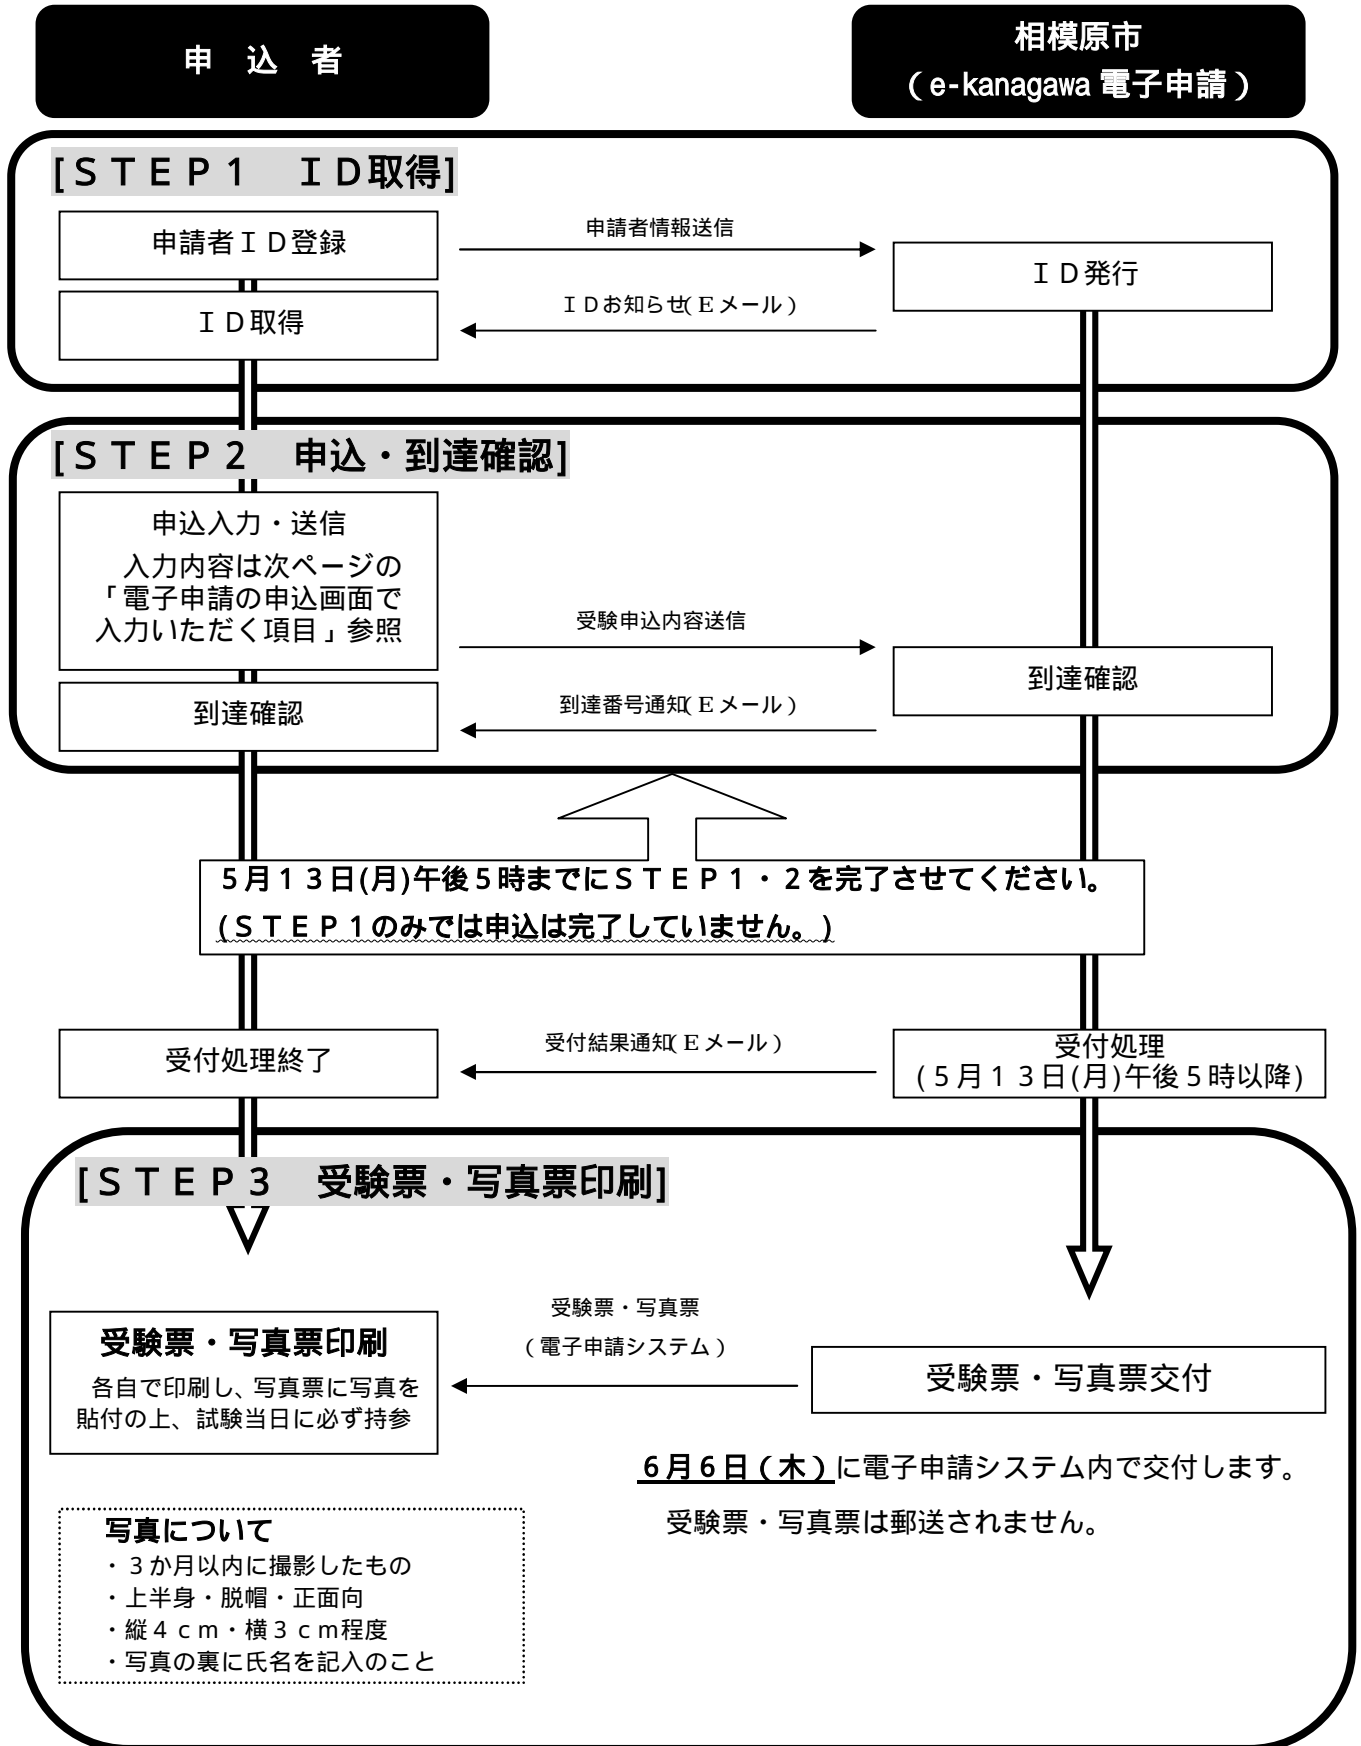 申　込　者
相模原市
（e-kanagawa 電子申請）
[ＳＴＥＰ１　ＩＤ取得]
申請者ＩＤ登録
申請者情報送信
ＩＤ発行
ＩＤお知らせ(Ｅメール）
ＩＤ取得
[ＳＴＥＰ２　申込・到達確認]
申込入力・送信
入力内容は次ページの
「電子申請の申込画面で
入力いただく項目」参照
受験申込内容送信
到達確認
到達番号通知(Ｅメール）
到達確認
５月１３日(月)午後５時までにＳＴＥＰ１・２を完了させてください。
(ＳＴＥＰ１のみでは申込は完了していません。)
受付処理終了
受付結果通知(Ｅメール）
受付処理
(５月１３日(月)午後５時以降)
[ＳＴＥＰ３　受験票・写真票印刷]
受験票・写真票印刷
各自で印刷し、写真票に写真を
貼付の上、試験当日に必ず持参
受験票・写真票
（電子申請システム）
受験票・写真票交付
６月６日（木）に電子申請システム内で交付します。
受験票・写真票は郵送されません。
写真について
・３か月以内に撮影したもの
・上半身・脱帽・正面向
・縦４ｃｍ・横３ｃｍ程度
・写真の裏に氏名を記入のこと